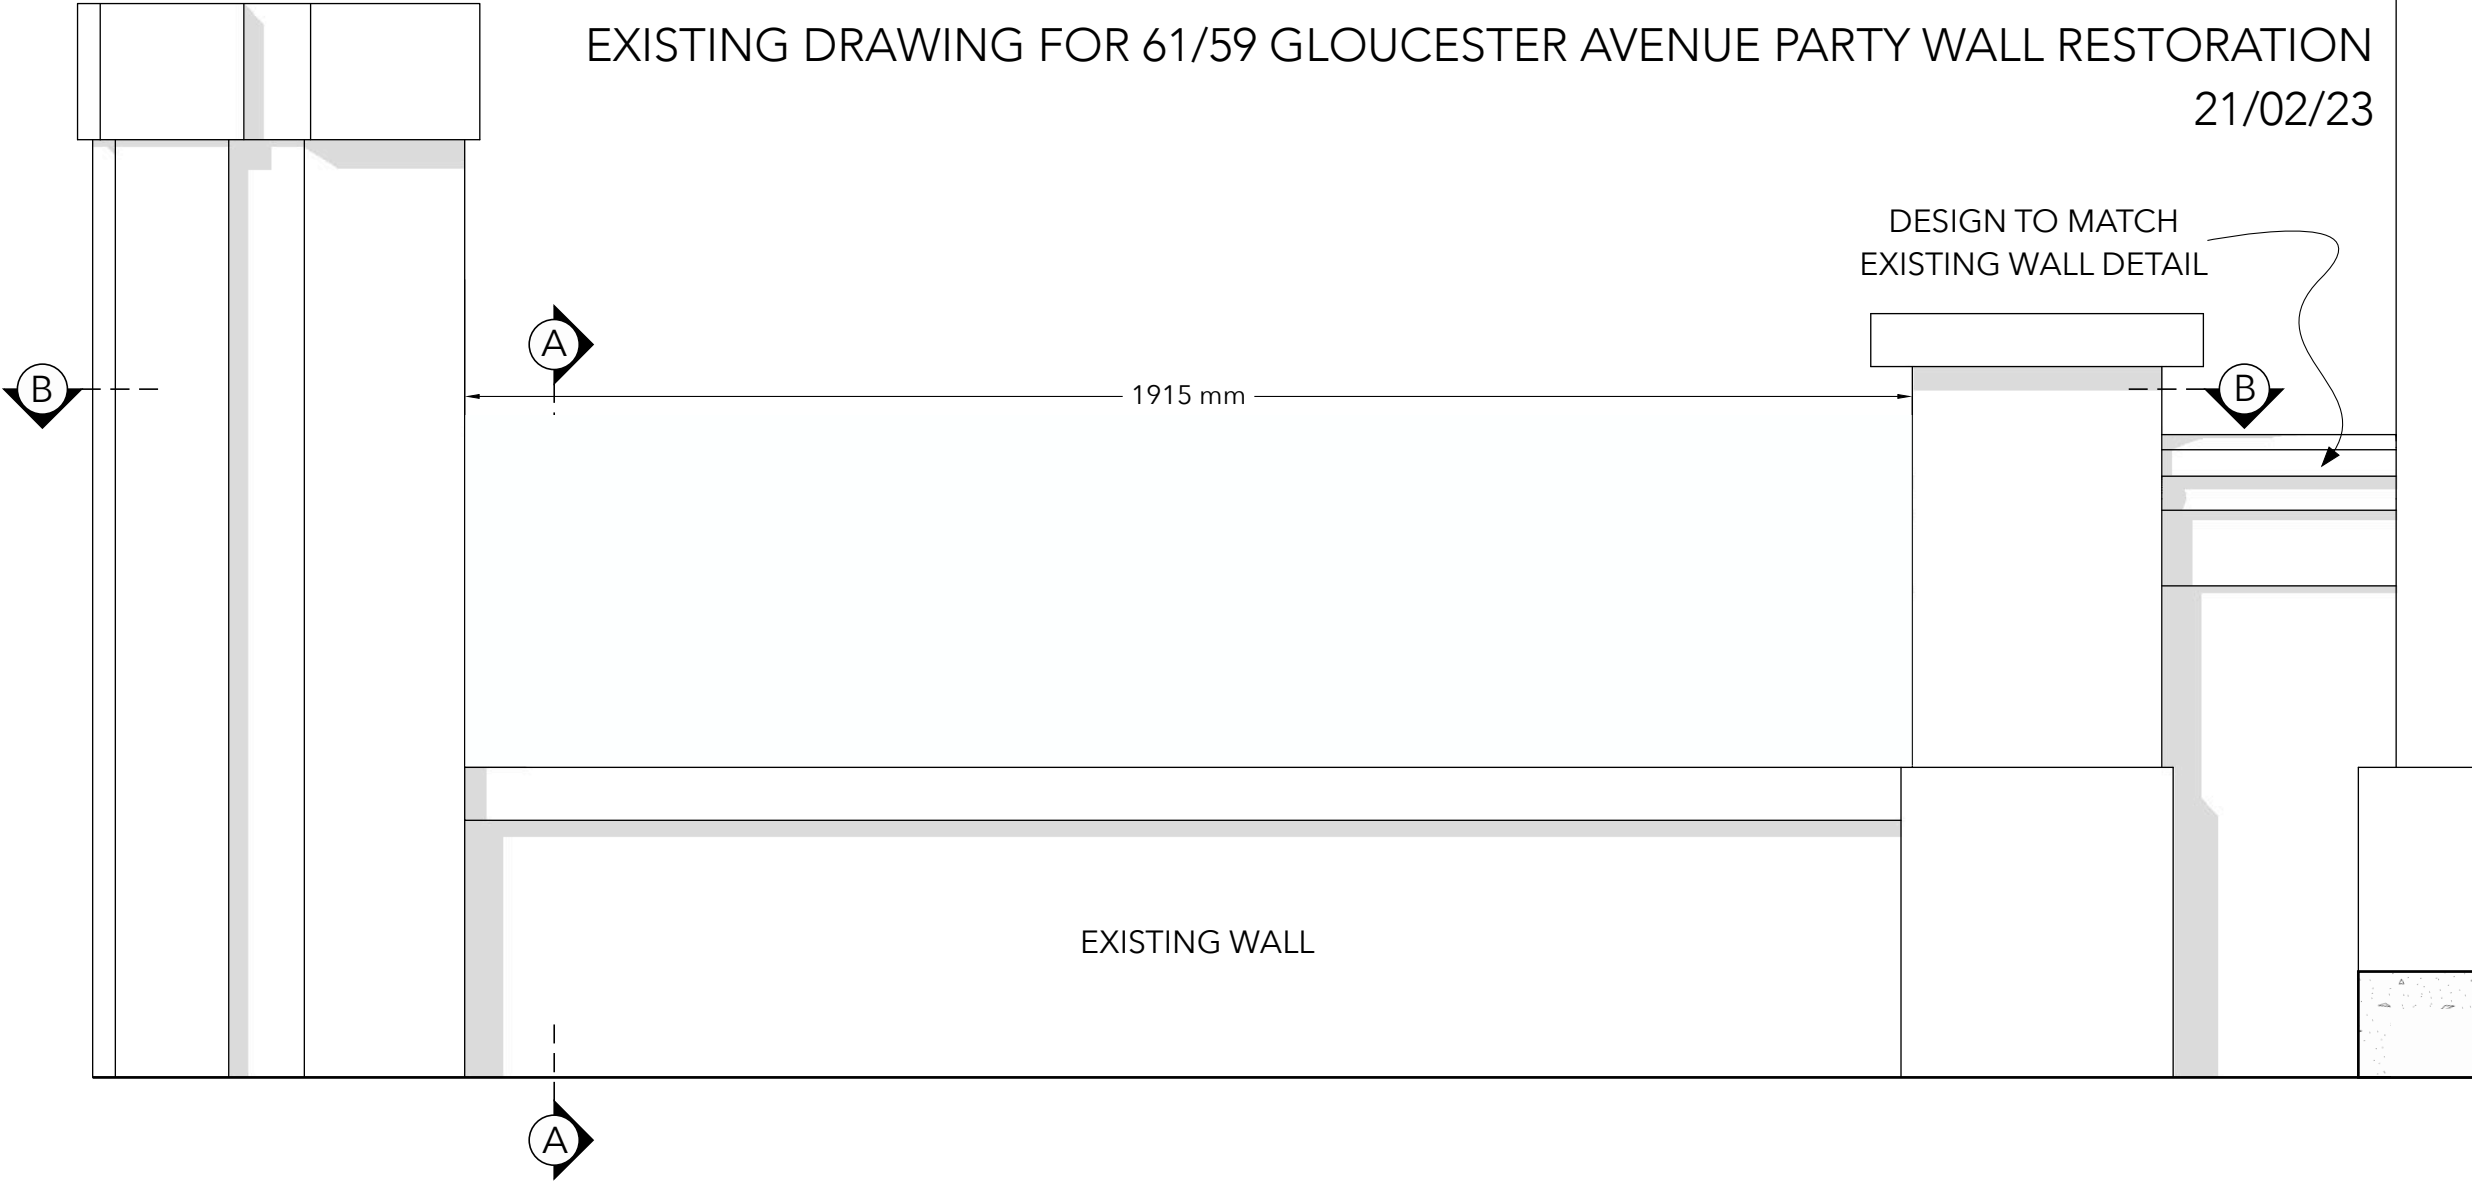 EXISTING DRAWING FOR 61/59 GLOUCESTER AVENUE PARTY WALL RESTORATION
21/02/23
DESIGN TO MATCH
EXISTING WALL DETAIL
A
B
B
1915 mm
EXISTING WALL
A